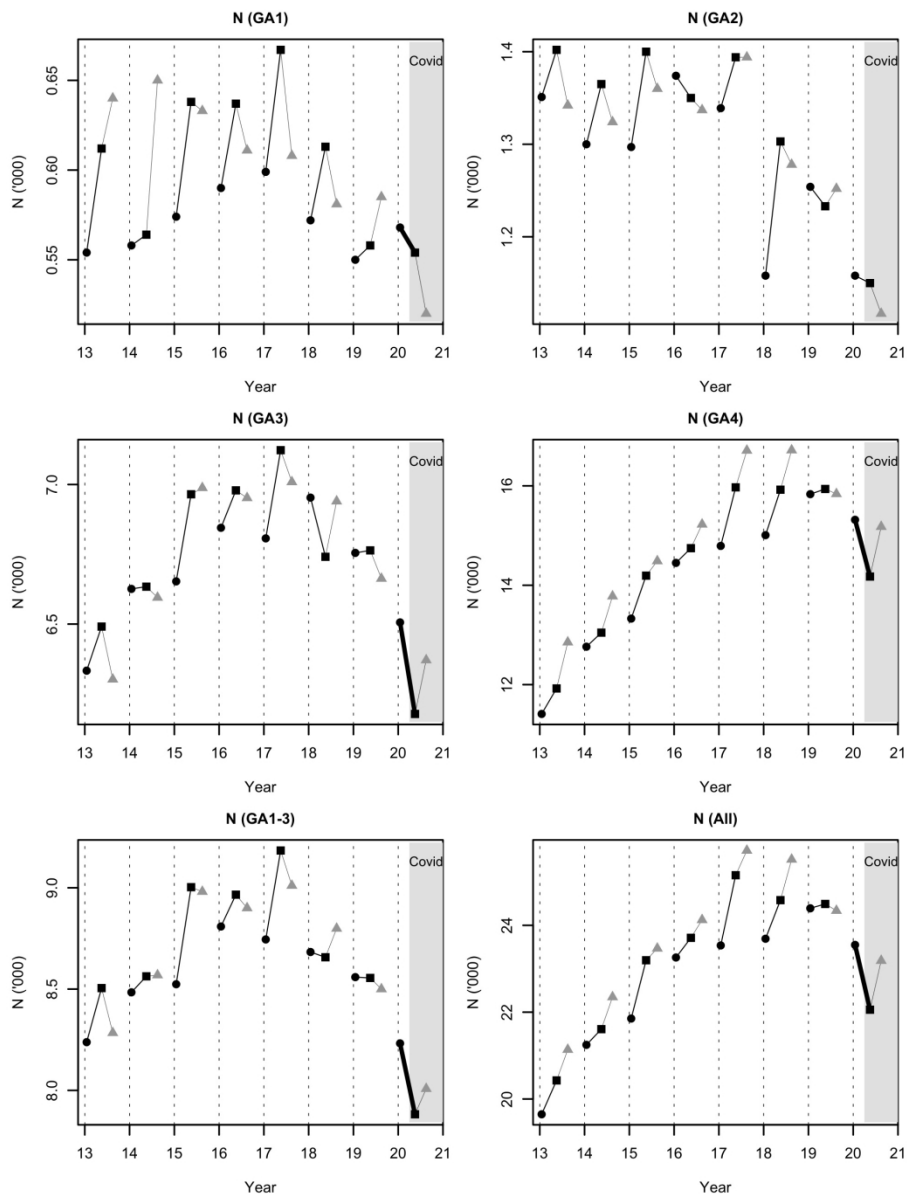 N (GA1)
N ('000)
0.65
0.60
0.55
Covid
13 14 15 16 17 18 19 20 21
Year
N (GA2)
N ('000)
1.4
1.3
1.2
Covid
13 14 15 16 17 18 19 20 21
Year
N (GA3)
N ('000)
7.0
6.5
Covid
13 14 15 16 17 18 19 20 21
Year
N (GA4)
N ('000)
16
14
12
Covid
13 14 15 16 17 18 19 20 21
Year
N (GA1-3)
N ('000)
9.0
8.5
8.0
Covid
13 14 15 16 17 18 19 20 21
Year
N (All)
N ('000)
24
22
20
Covid
13 14 15 16 17 18 19 20 21
Year